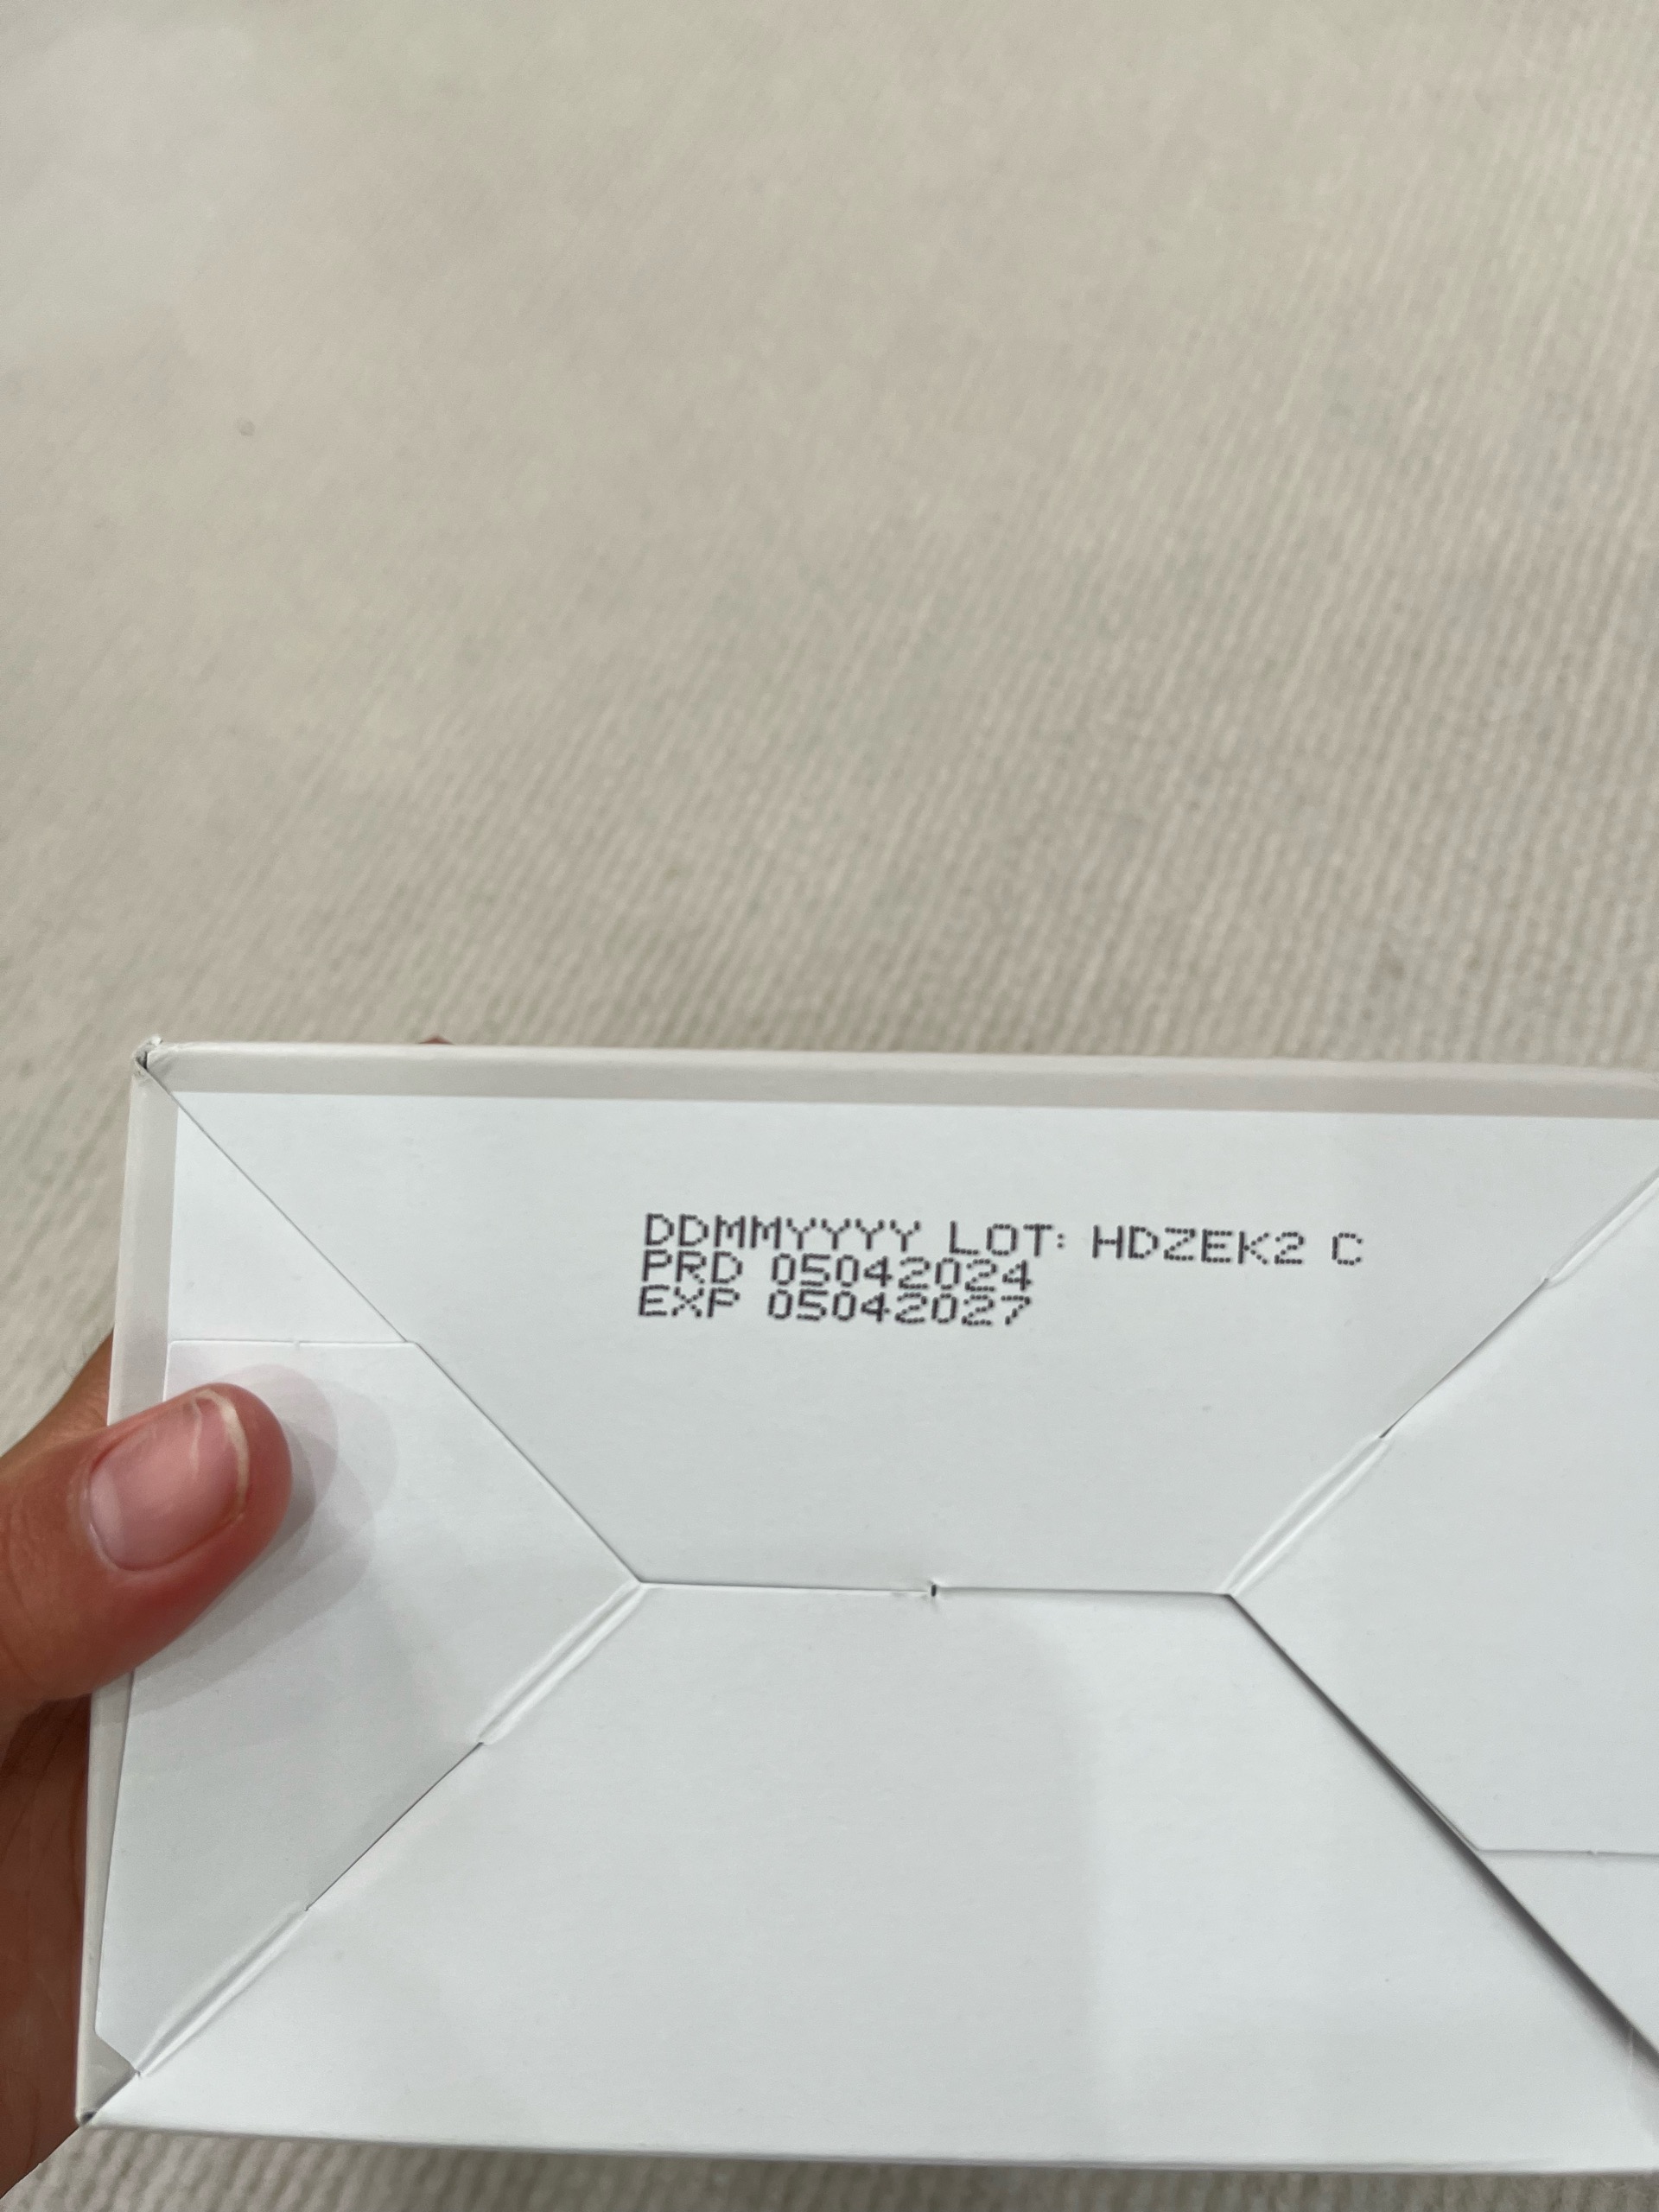 DDMMYYYY LOT: HDZEK2 C
PRD 05042024
EXP 05042027